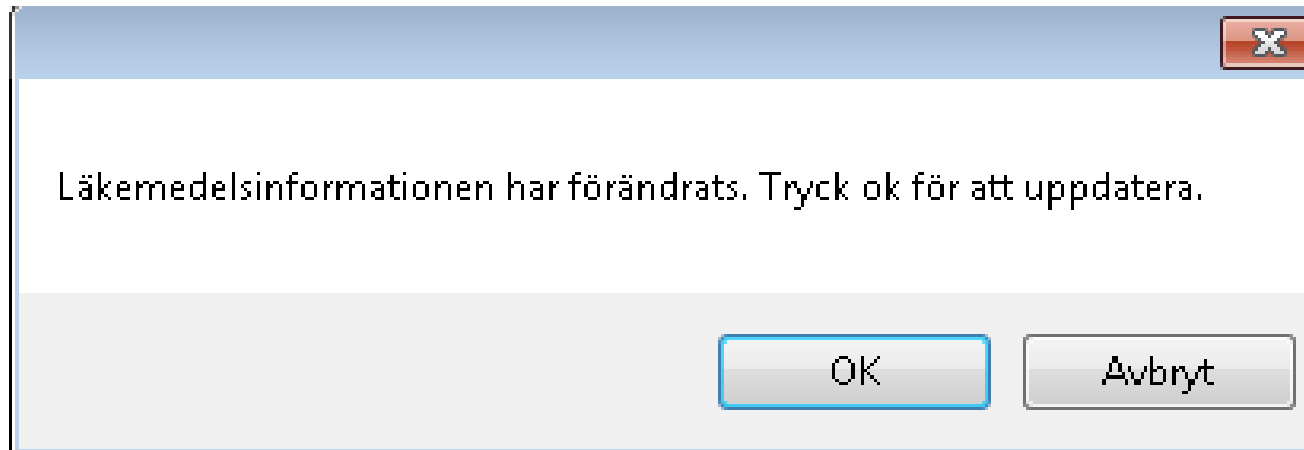 Läkemedelsinformationen har förändrats. Tryck ok för att uppdatera.
OK
Avbryt